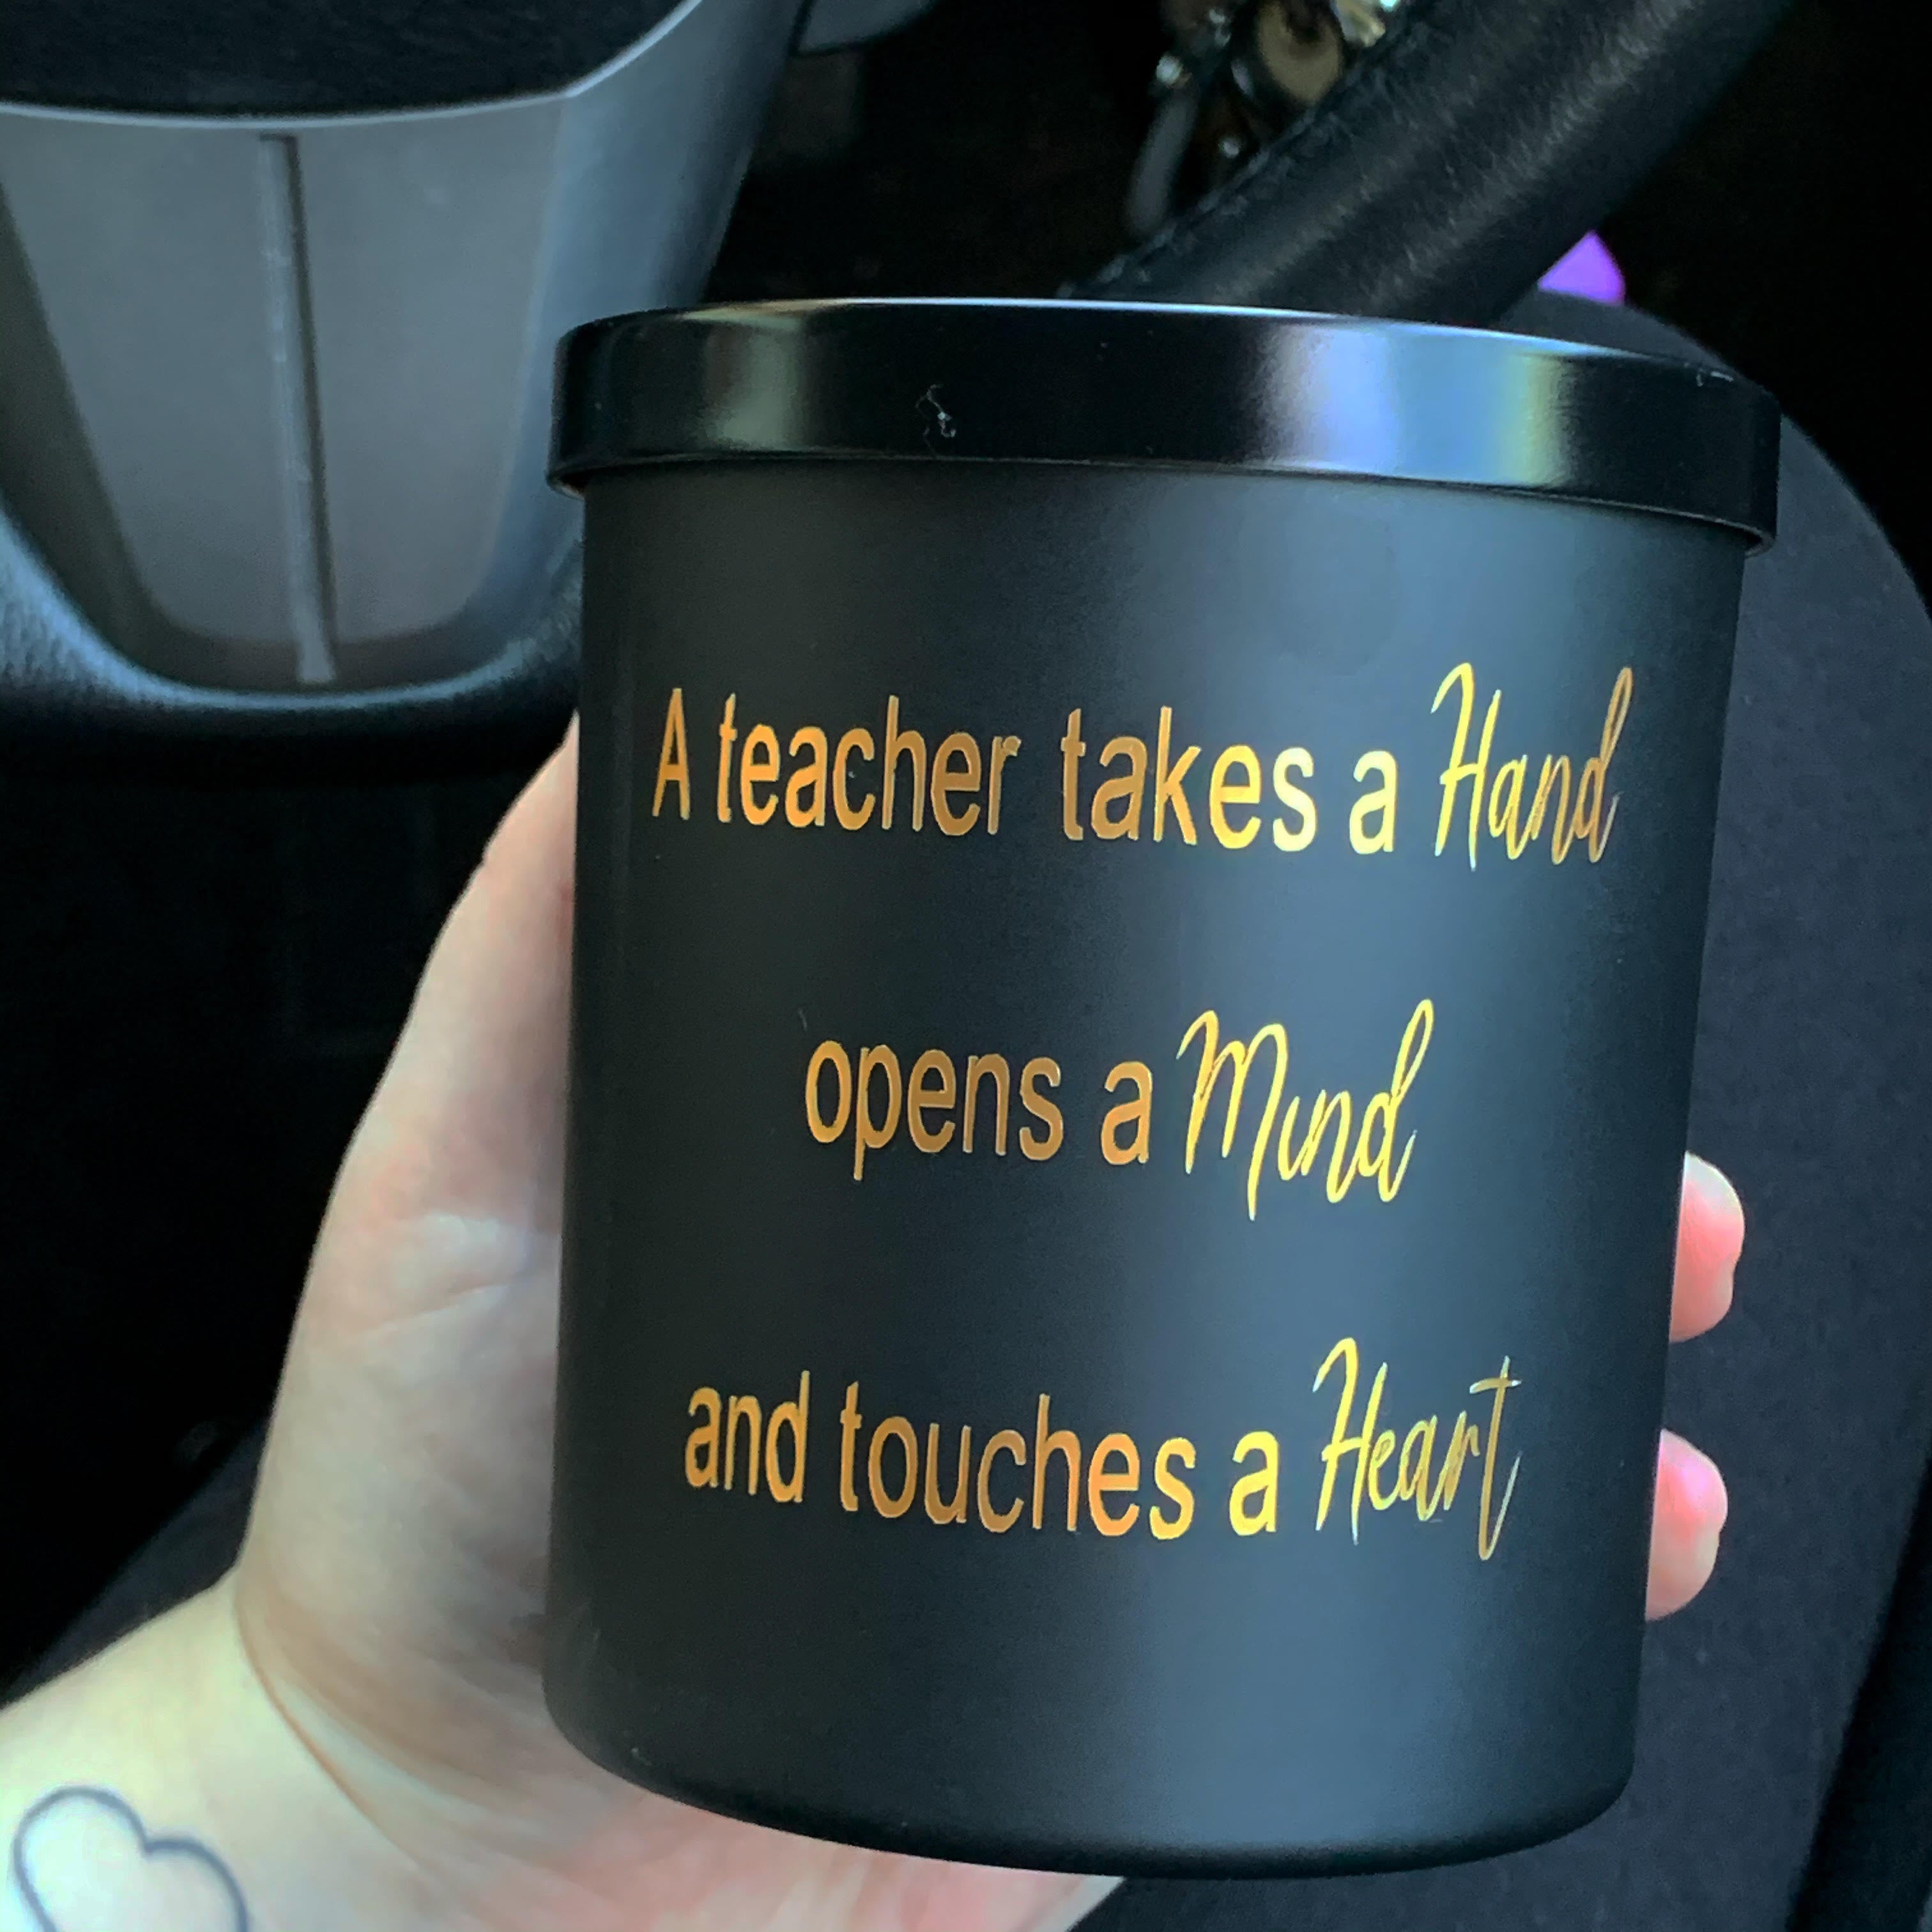 A teacher takes a Hand
opens a Mind
and touches a Heart